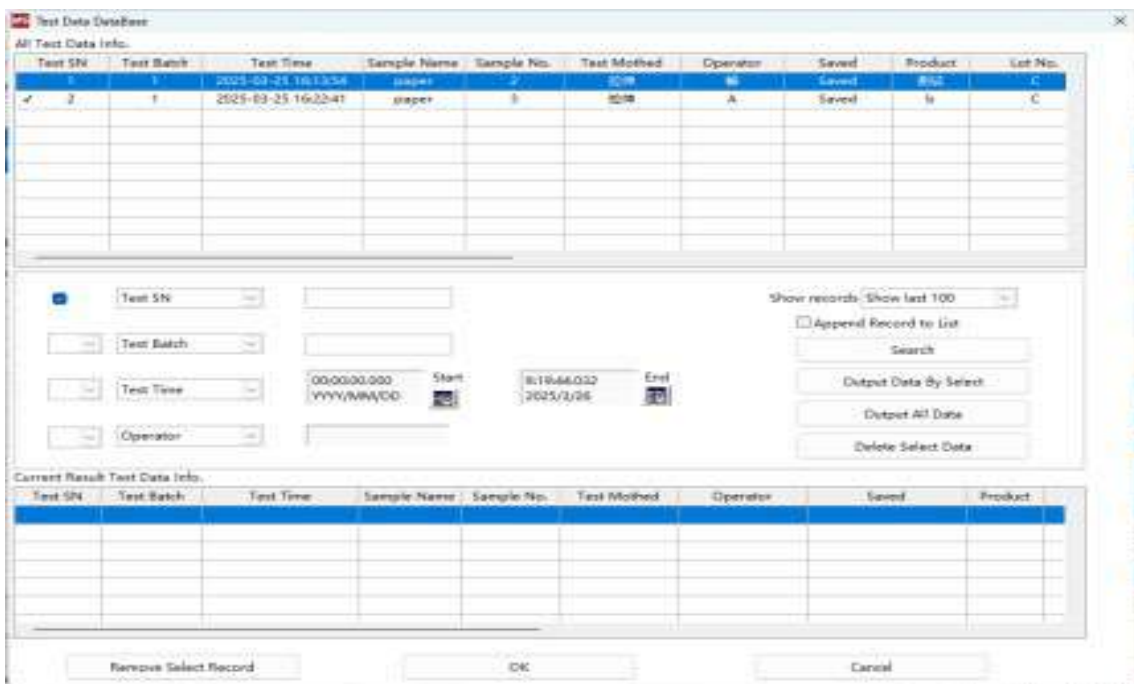 Test Data DataBase
All Test Data Info.
Test SN Test Batch Test Time Sample Name Sample No. Test Mothed Operator Saved Product Lot No.
1 1 2025-03-25 16:13:54 paper 2 Saved C
2 1 2025-03-25 16:22:41 paper 3 A Saved b C
Test SN Show records Show last 100
Append Record to List
Test Batch Search
Test Time 00:00:00.000 Start End Output Data By Select
YYYY/MM/DD 2025/3/26
Output All Data
Operator
Delete Select Data
Current Result Test Data Info.
Test SN Test Batch Test Time Sample Name Sample No. Test Mothed Operator Saved Product
Remove Select Record OK Cancel